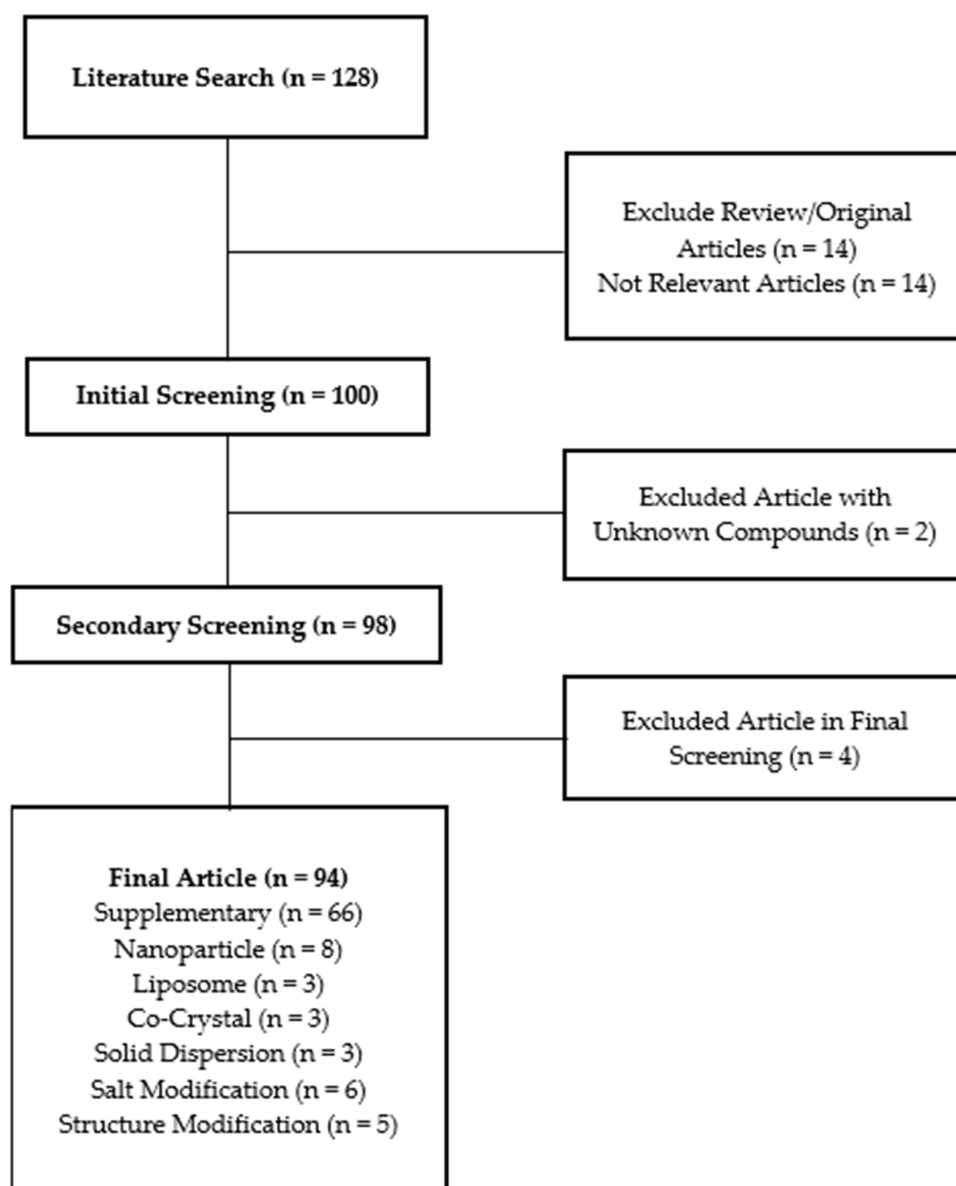 Literature Search (n = 128)
Exclude Review/Original
Articles (n = 14)
Not Relevant Articles (n = 14)
Initial Screening (n = 100)
Excluded Article with
Unknown Compounds (n = 2)
Secondary Screening (n = 98)
Excluded Article in Final
Screening (n = 4)
Final Article (n = 94)
Supplementary (n = 66)
Nanoparticle (n = 8)
Liposome (n = 3)
Co-Crystal (n = 3)
Solid Dispersion (n = 3)
Salt Modification (n = 6)
Structure Modification (n = 5)